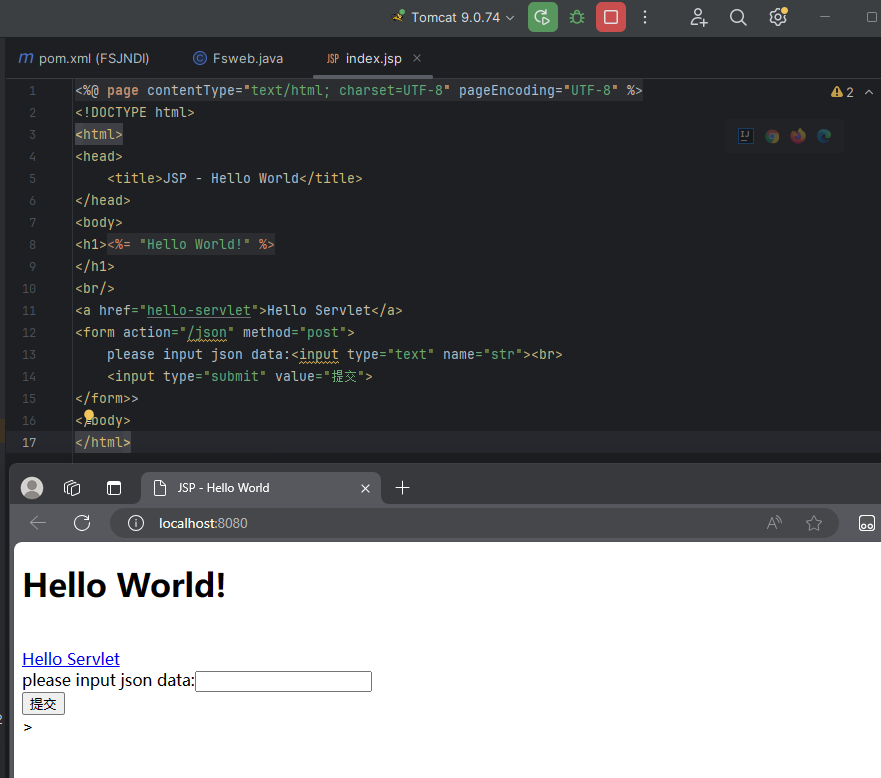 Tomcat 9.0.74
pom.xml (FSJNDI)
Fsweb.java
JSP index.jsp
1 <%@ page contentType="text/html; charset=UTF-8" pageEncoding="UTF-8" %>
2
2 <!DOCTYPE html>
3 <html>
4 <head>
5 <title>JSP - Hello World</title>
6 </head>
7 <body>
8 <h1><%= "Hello World!" %>
9 </h1>
10 <br/>
11 <a href="hello-servlet">Hello Servlet</a>
12 <form action="/json" method="post">
13 please input json data:<input type="text" name="str"><br>
14 <input type="submit" value="提交">
15 </form>>
16 </body>
17 </html>
JSP - Hello World
localhost:8080
Hello World!
Hello Servlet
please input json data:
提交
>